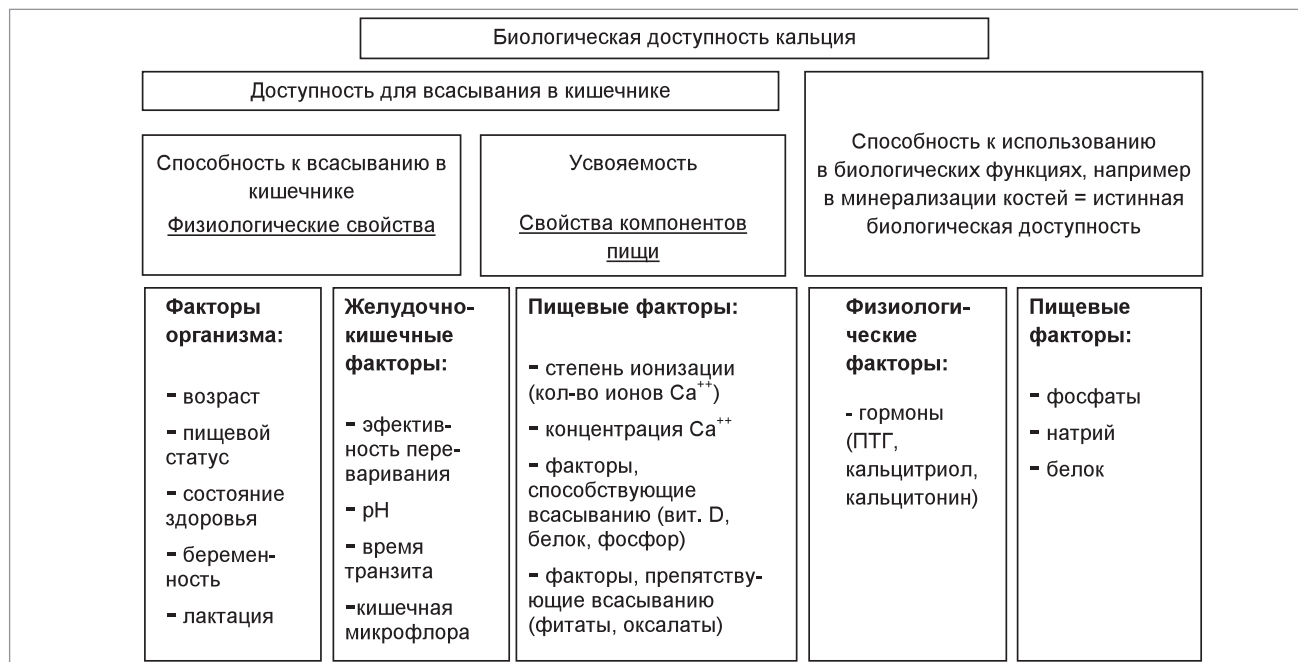 Биологическая доступность кальция
Доступность для всасывания в кишечнике
Способность к всасыванию в
кишечнике
Физиологические свойства
Усвояемость
Свойства компонентов
пищи
Способность к использованию
в биологических функциях, например
в минерализации костей = истинная
биологическая доступность
Факторы
организма:
- возраст
- пищевой
статус
- состояние
здоровья
- беремен-
ность
- лактация
Желудочно-
кишечные
факторы:
- эфектив-
ность пере-
варивания
- pH
- время
транзита
-кишечная
микрофлора
Пищевые факторы:
- степень ионизации
(кол-во ионов Ca⁺⁺)
- концентрация Ca⁺⁺
- факторы,
способствующие
всасыванию (вит. D,
белок, фосфор)
- факторы, препятству-
ющие всасыванию
(фитаты, оксалаты)
Физиологи-
ческие
факторы:
- гормоны
(ПТГ,
кальцитриол,
кальцитонин)
Пищевые
факторы:
- фосфаты
- натрий
- белок